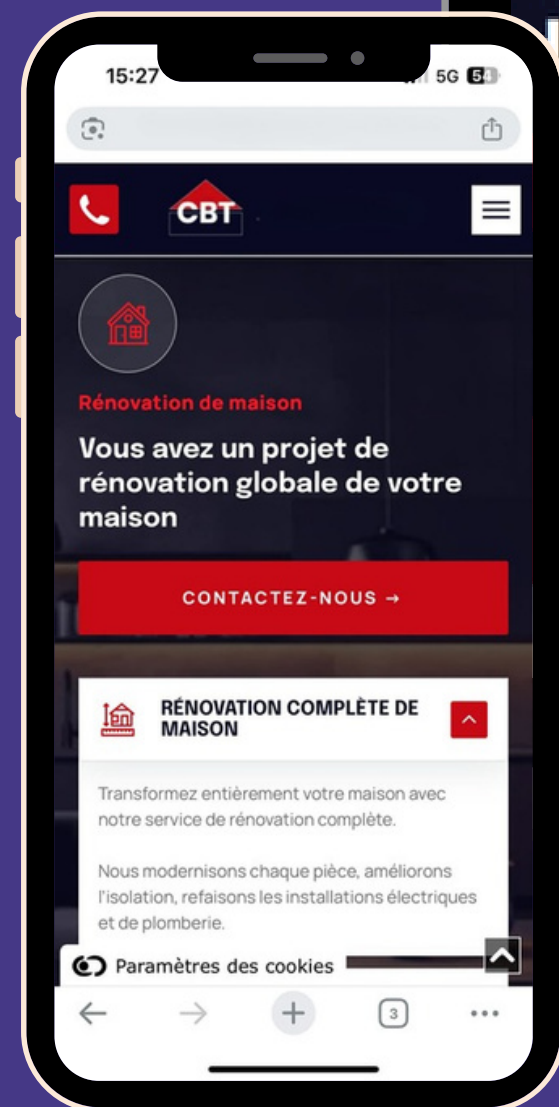 15:27
5G 54
CBT
Rénovation de maison
Vous avez un projet de
rénovation globale de votre
maison
CONTACTEZ-NOUS →
RÉNOVATION COMPLÈTE DE
MAISON
Transformez entièrement votre maison avec
notre service de rénovation complète.
Nous modernisons chaque pièce, améliorons
l'isolation, refaisons les installations électriques
et de plomberie.
Paramètres des cookies
3